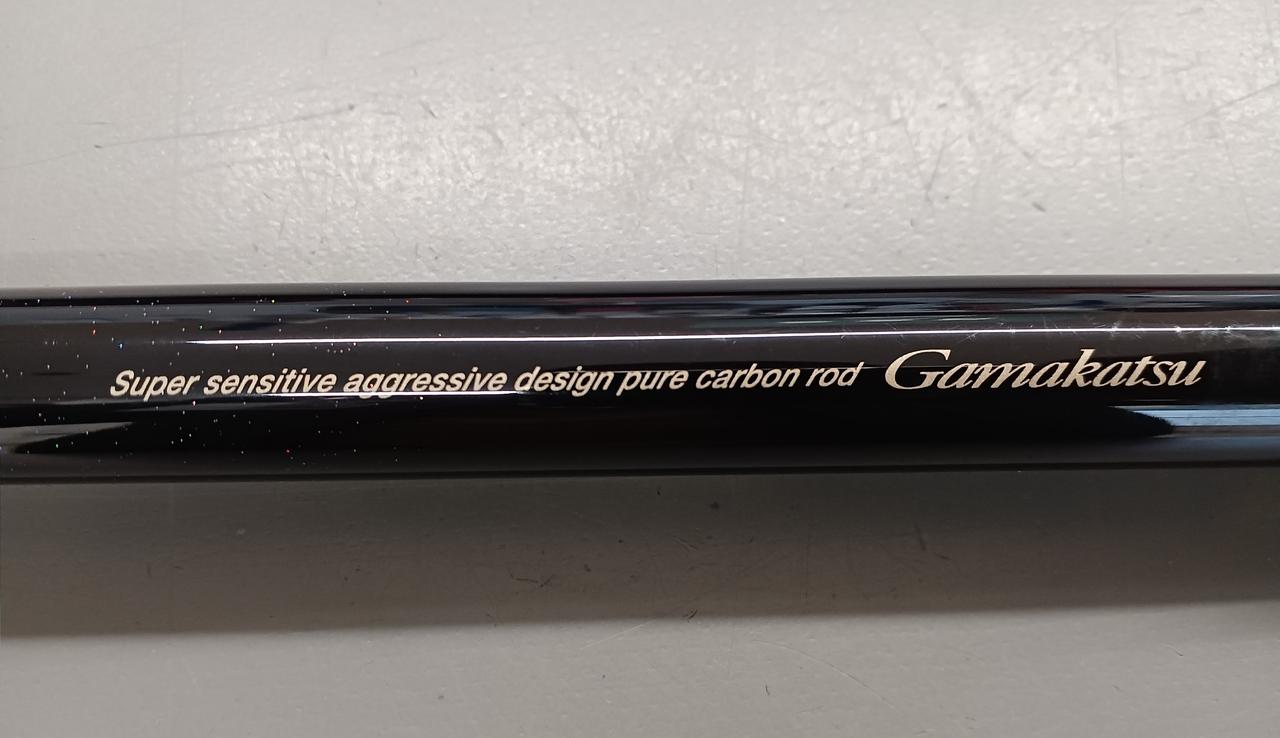 Super sensitive aggressive design pure carbon rod Gamakatsu